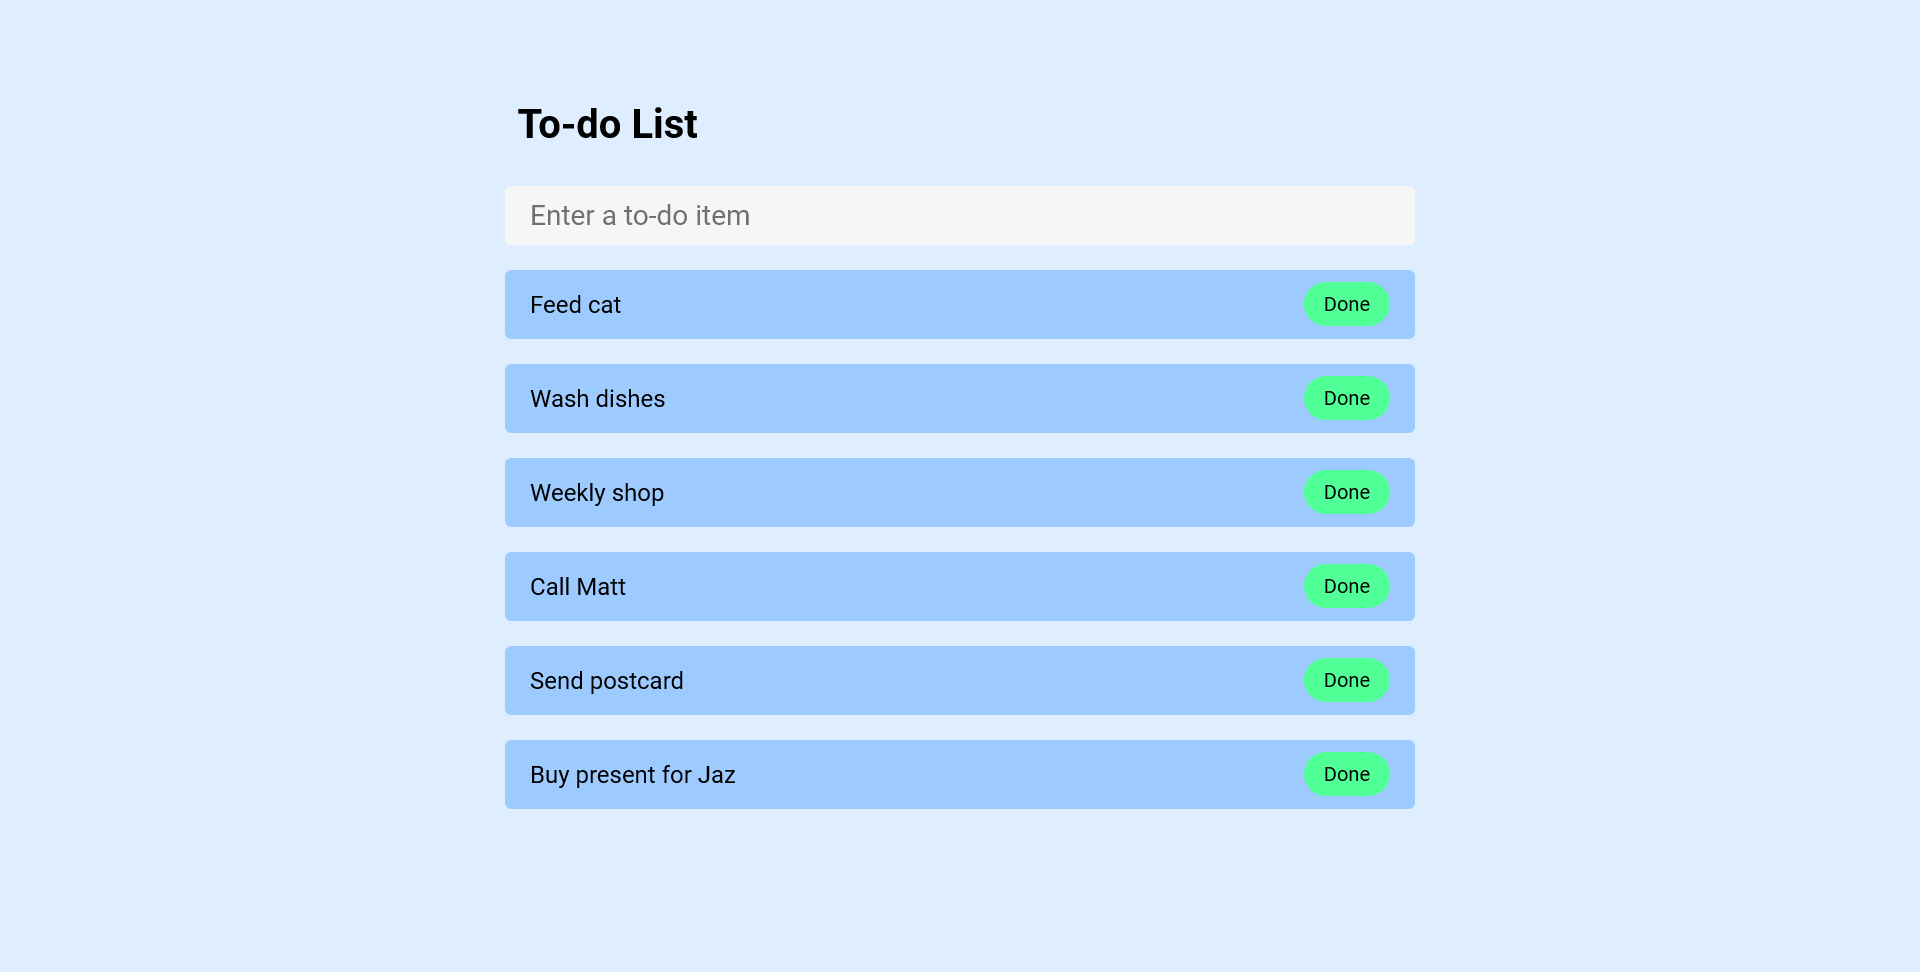 To-do List
Enter a to-do item
Feed cat Done
Wash dishes Done
Weekly shop Done
Call Matt Done
Send postcard Done
Buy present for Jaz Done